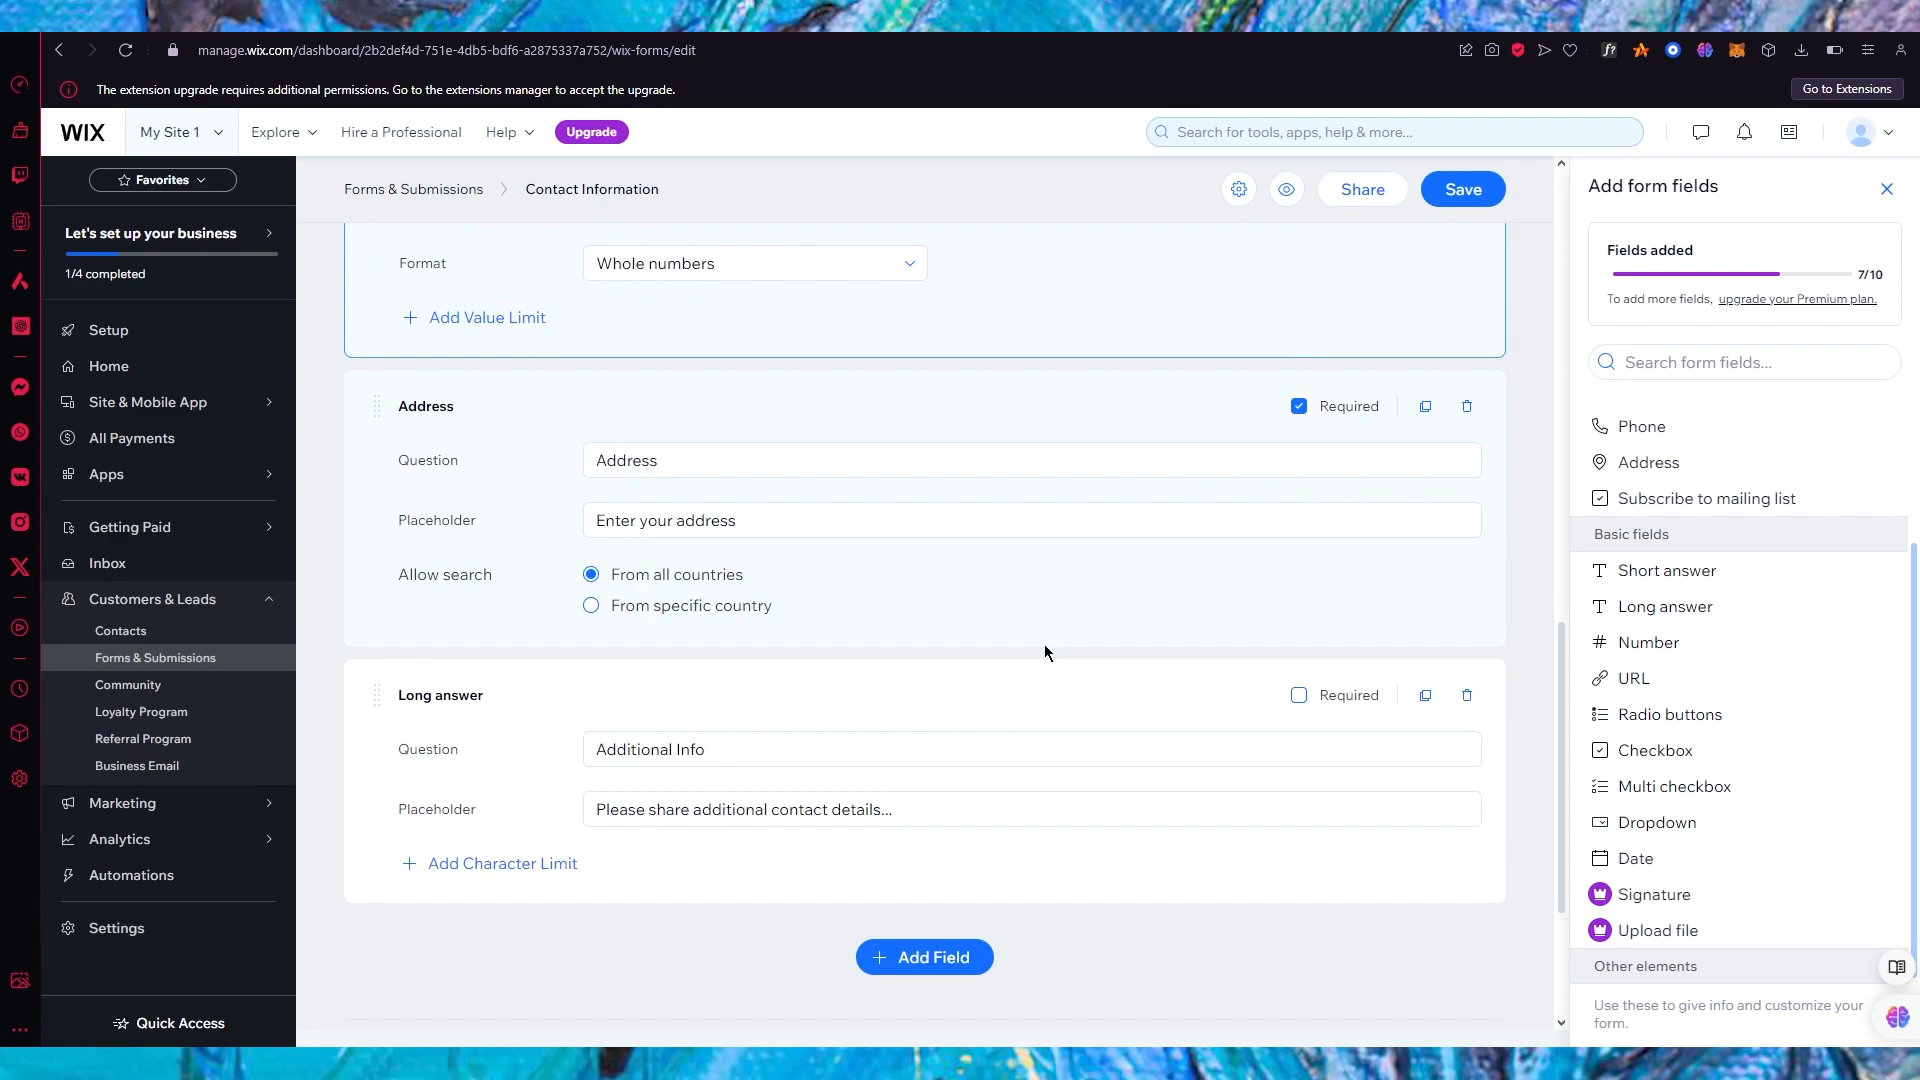 manage.wix.com/dashboard/2b2def4d-751e-4db5-bdf6-a2875337a752/wix-forms/edit
The extension upgrade requires additional permissions. Go to the extensions manager to accept the upgrade.
Go to Extensions
WIX
My Site 1
Explore
Hire a Professional
Help
Upgrade
Search for tools, apps, help & more...
Favorites
Let's set up your business
1/4 completed
Setup
Home
Site & Mobile App
All Payments
Apps
Getting Paid
Inbox
Customers & Leads
Contacts
Forms & Submissions
Community
Loyalty Program
Referral Program
Business Email
Marketing
Analytics
Automations
Settings
Quick Access
Forms & Submissions
Contact Information
Share
Save
Format
Whole numbers
Add Value Limit
Address
Required
Question
Address
Placeholder
Enter your address
Allow search
From all countries
From specific country
Long answer
Required
Question
Additional Info
Placeholder
Please share additional contact details...
Add Character Limit
Add Field
Add form fields
Fields added
7/10
To add more fields, upgrade your Premium plan.
Search form fields...
Phone
Address
Subscribe to mailing list
Basic fields
Short answer
Long answer
Number
URL
Radio buttons
Checkbox
Multi checkbox
Dropdown
Date
Signature
Upload file
Other elements
Use these to give info and customize your
form.